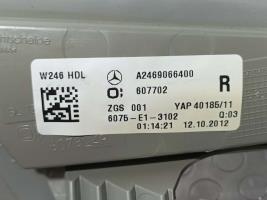 W246 HDL
A2469066400
607702
R
ZGS 001
YAP 40185/11
6075-E1-3102
Q:03
01:14:21
12.10.2012